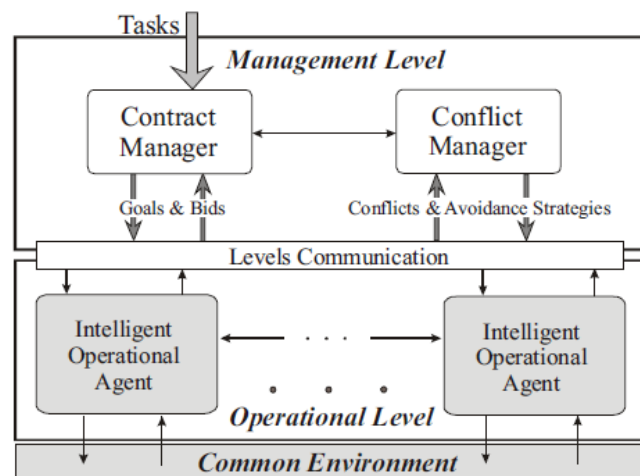 Tasks
Management Level
Contract
Manager
Conflict
Manager
Goals & Bids
Conflicts & Avoidance Strategies
Levels Communication
Intelligent
Operational
Agent
. . .
Intelligent
Operational
Agent
Operational Level
Common Environment